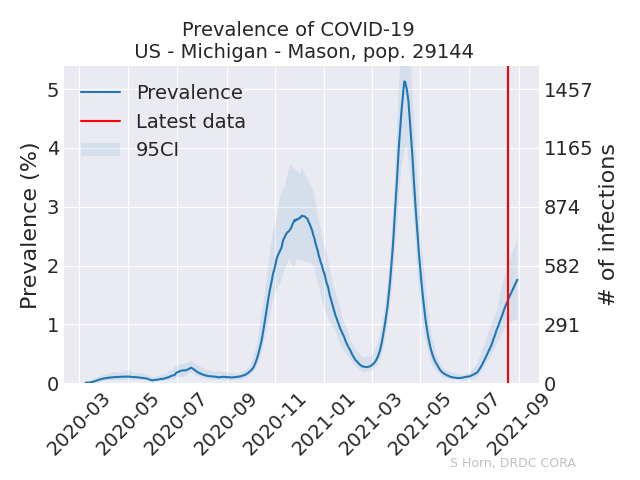 Prevalence of COVID-19
US - Michigan - Mason, pop. 29144
Prevalence
Latest data
95CI
Prevalence (%)
5
4
3
2
1
0
1457
1165
874
582
291
0
# of infections
2020-03
2020-05
2020-07
2020-09
2020-11
2021-01
2021-03
2021-05
2021-07
2021-09
S Horn, DRDC CORA